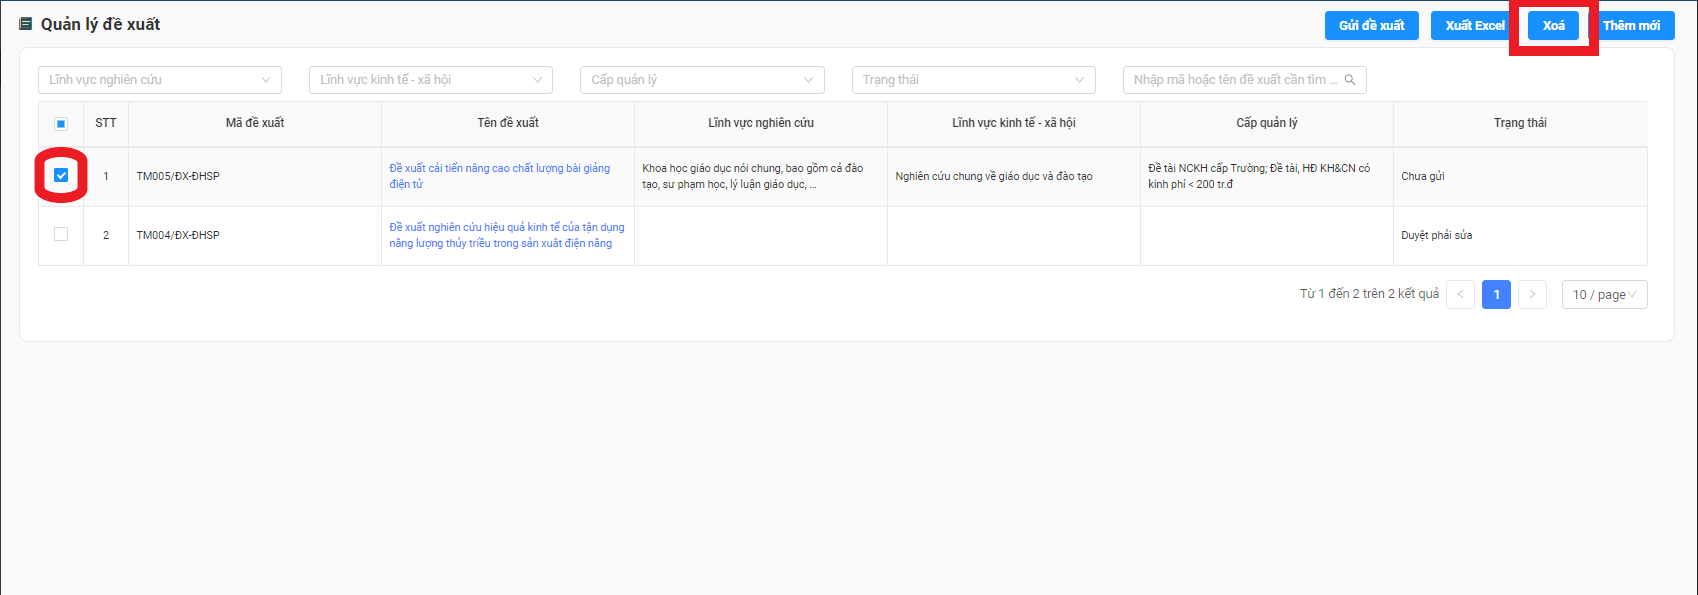 Quản lý đề xuất
Gửi đề xuất
Xuất Excel
Xoá
Thêm mới
Lĩnh vực nghiên cứu
Lĩnh vực kinh tế - xã hội
Cấp quản lý
Trạng thái
Nhập mã hoặc tên đề xuất cần tìm ...
STT
Mã đề xuất
Tên đề xuất
Lĩnh vực nghiên cứu
Lĩnh vực kinh tế - xã hội
Cấp quản lý
Trạng thái
1
TM005/ĐX-ĐHSP
Đề xuất cải tiến nâng cao chất lượng bài giảng
điện tử
Khoa học giáo dục nói chung, bao gồm cả đào
tạo, sư phạm học, lý luận giáo dục, ...
Nghiên cứu chung về giáo dục và đào tạo
Đề tài NCKH cấp Trường; Đề tài, HĐ KH&CN có
kinh phí < 200 tr.đ
Chưa gửi
2
TM004/ĐX-ĐHSP
Đề xuất nghiên cứu hiệu quả kinh tế của tận dụng
năng lượng thủy triều trong sản xuất điện năng
Duyệt phải sửa
Từ 1 đến 2 trên 2 kết quả
<
1
>
10 / page